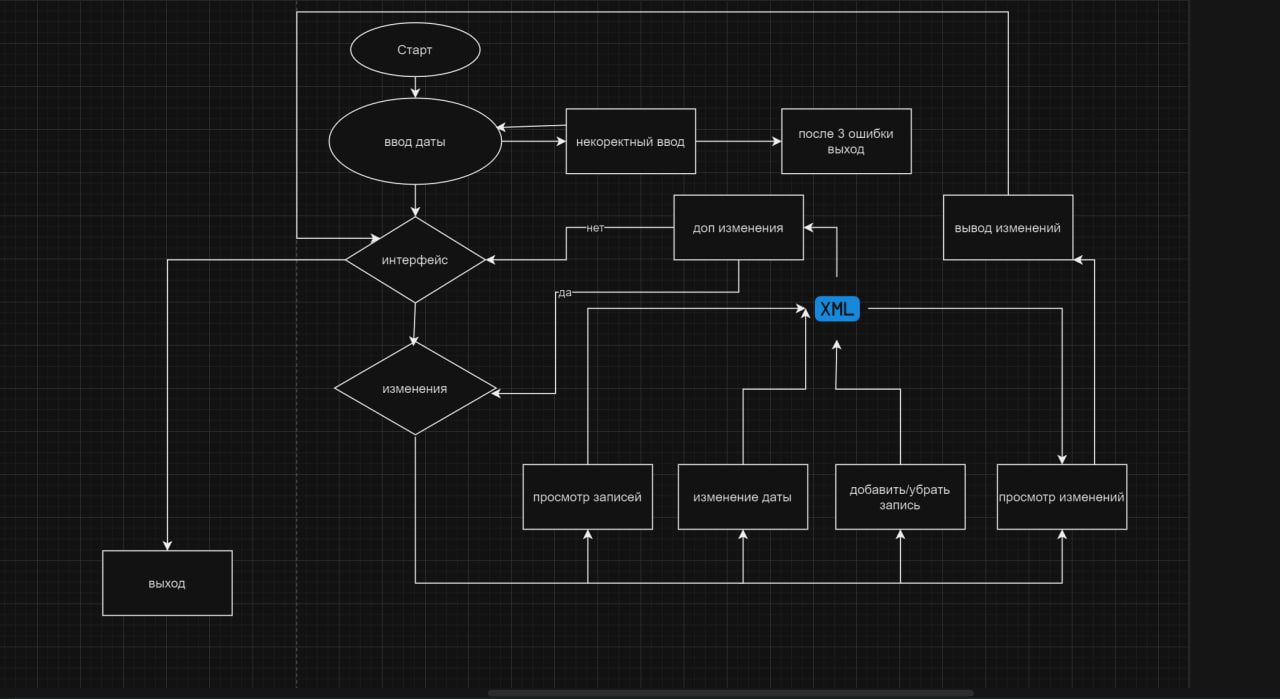 Старт
ввод даты
некоректный ввод
после 3 ошибки
выход
интерфейс
нет
доп изменения
вывод изменений
да
XML
изменения
просмотр записей
изменение даты
добавить/убрать
запись
просмотр изменений
выход